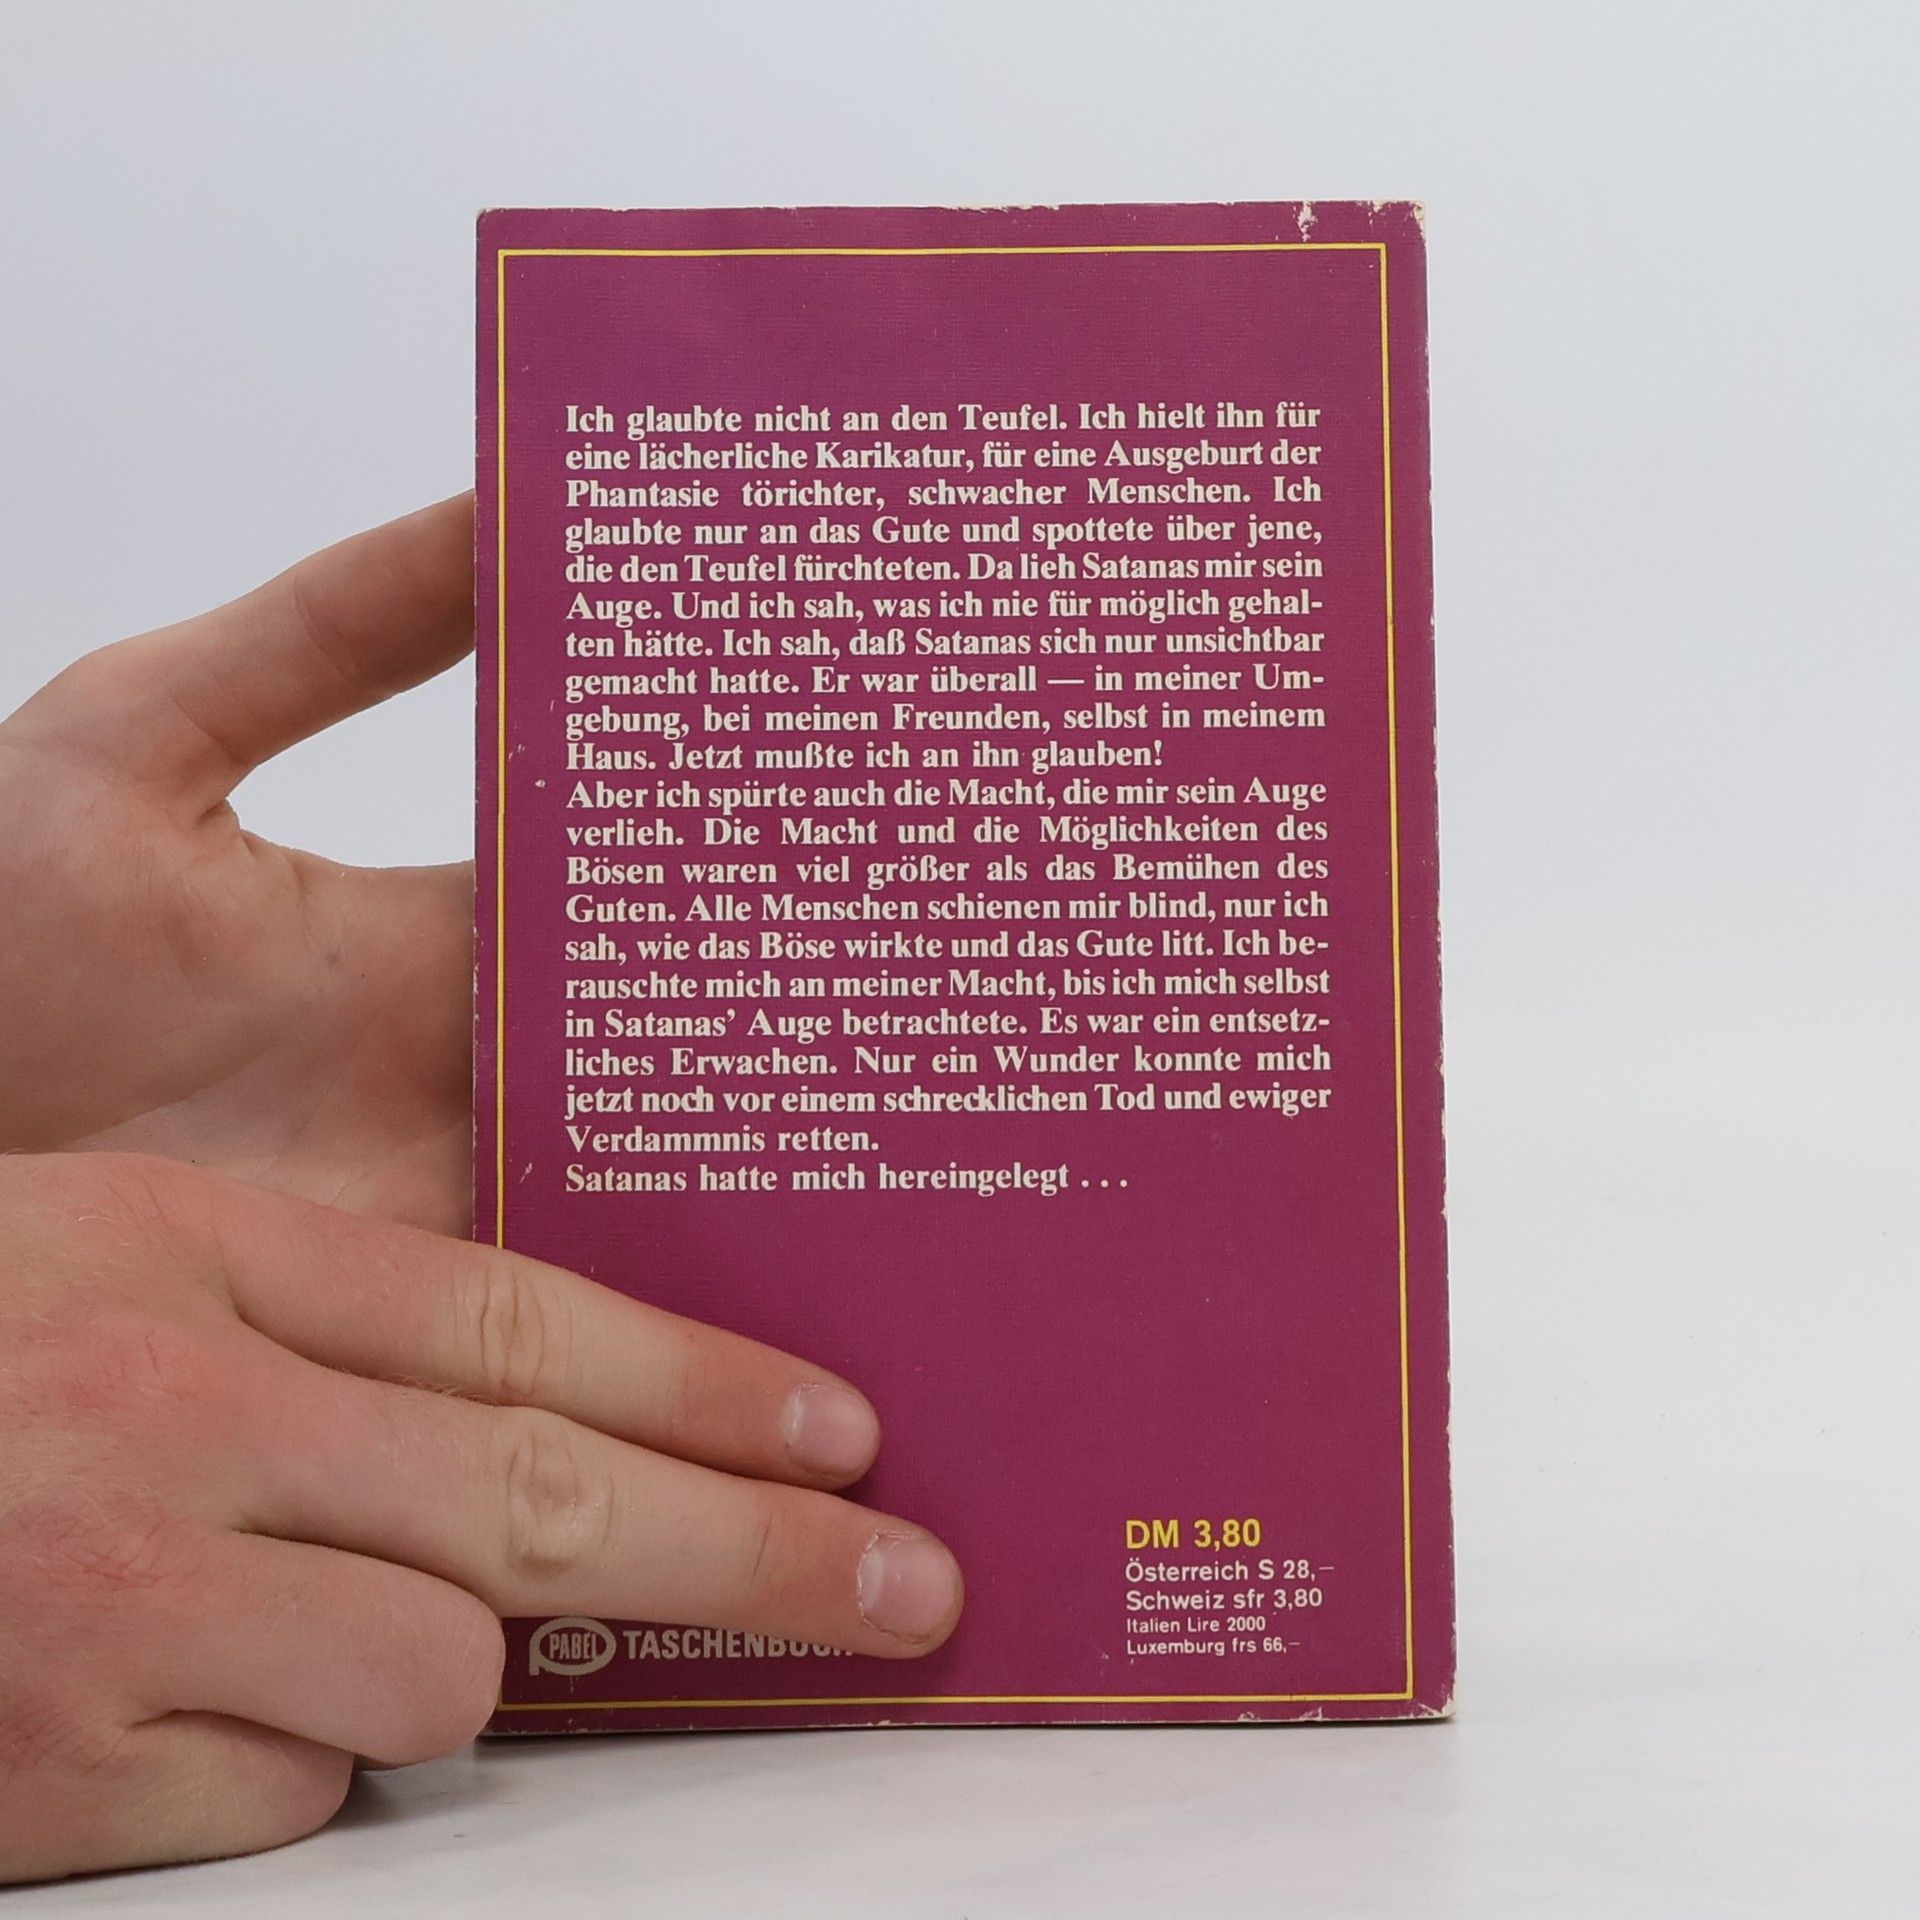 Ich glaubte nicht an den Teufel. Ich hielt ihn für
eine lächerliche Karikatur, für eine Ausgeburt der
Phantasie törichter, schwacher Menschen. Ich
glaubte nur an das Gute und spottete über jene,
die den Teufel fürchteten. Da lieh Satanas mir sein
Auge. Und ich sah, was ich nie für möglich gehal-
ten hätte. Ich sah, daß Satanas sich nur unsichtbar
gemacht hatte. Er war überall — in meiner Um-
gebung, bei meinen Freunden, selbst in meinem
Haus. Jetzt mußte ich an ihn glauben!
Aber ich spürte auch die Macht, die mir sein Auge
verlieh. Die Macht und die Möglichkeiten des
Bösen waren viel größer als das Bemühen des
Guten. Alle Menschen schienen mir blind, nur ich
sah, wie das Böse wirkte und das Gute litt. Ich be-
rauschte mich an meiner Macht, bis ich mich selbst
in Satanas’ Auge betrachtete. Es war ein entsetz-
liches Erwachen. Nur ein Wunder konnte mich
jetzt noch vor einem schrecklichen Tod und ewiger
Verdammnis retten.
Satanas hatte mich hereingelegt . . .
DM 3,80
Österreich S 28,—
Schweiz sfr 3,80
Italien Lire 2000
Luxemburg frs 66,—
PABEL TASCHENBUCH